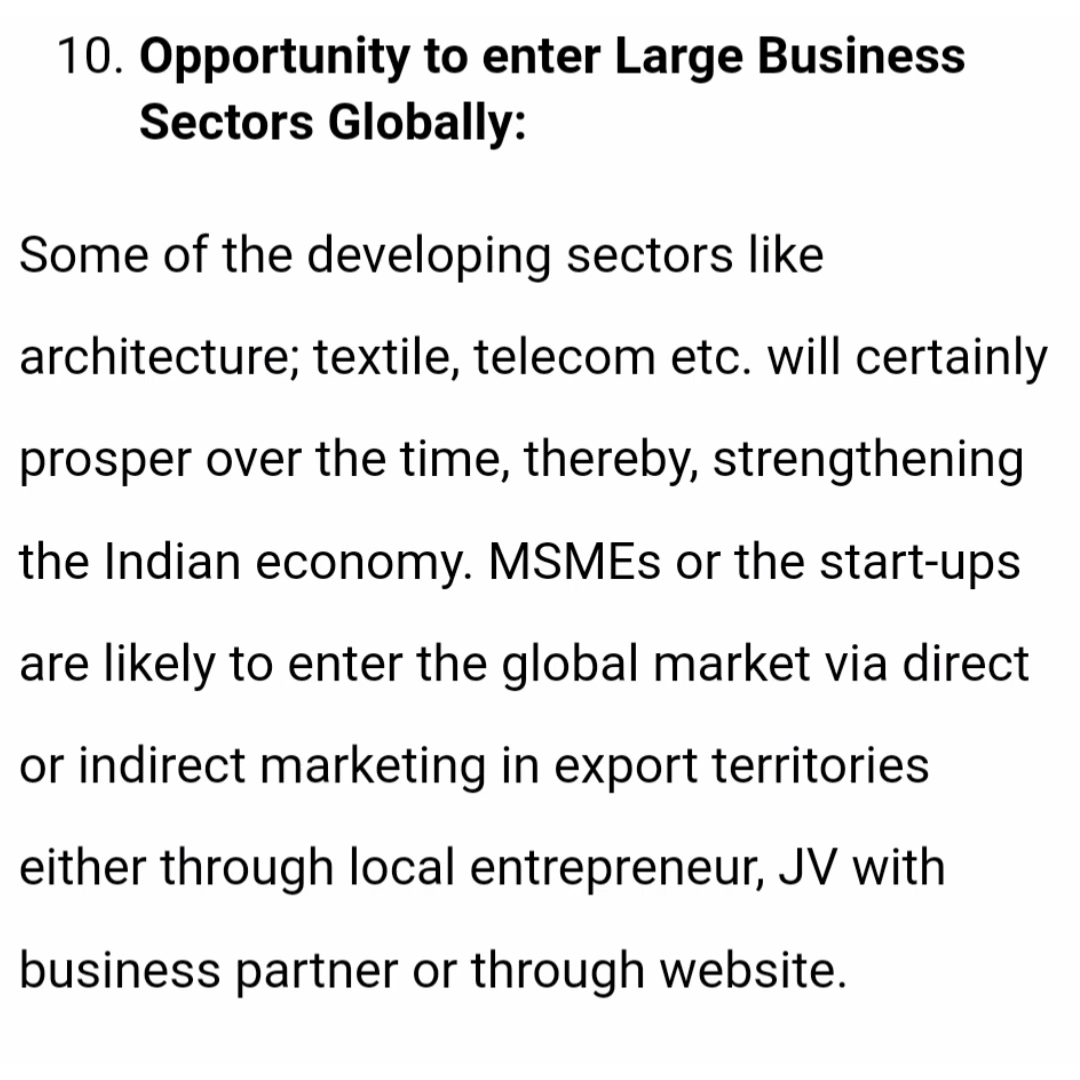 10. Opportunity to enter Large Business
Sectors Globally:
Some of the developing sectors like
architecture; textile, telecom etc. will certainly
prosper over the time, thereby, strengthening
the Indian economy. MSMEs or the start-ups
are likely to enter the global market via direct
or indirect marketing in export territories
either through local entrepreneur, JV with
business partner or through website.